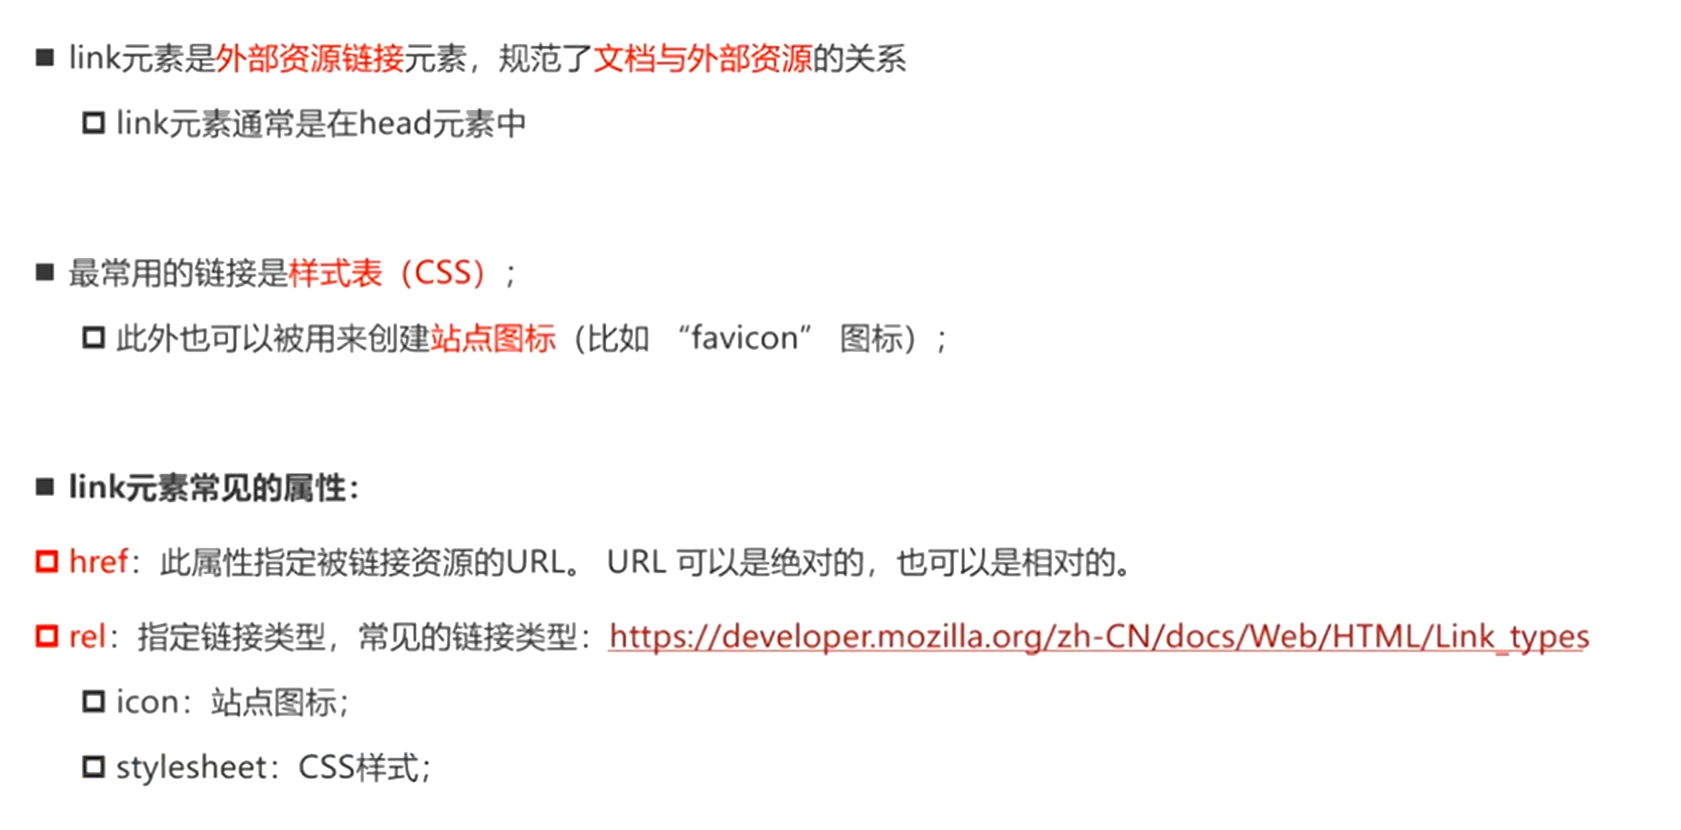 link元素是外部资源链接元素，规范了文档与外部资源的关系
link元素通常是在head元素中
最常用的链接是样式表（CSS）；
此外也可以被用来创建站点图标（比如 “favicon” 图标）；
link元素常见的属性：
href：此属性指定被链接资源的URL。 URL 可以是绝对的，也可以是相对的。
rel：指定链接类型，常见的链接类型：https://developer.mozilla.org/zh-CN/docs/Web/HTML/Link_types
icon：站点图标；
stylesheet：CSS样式；